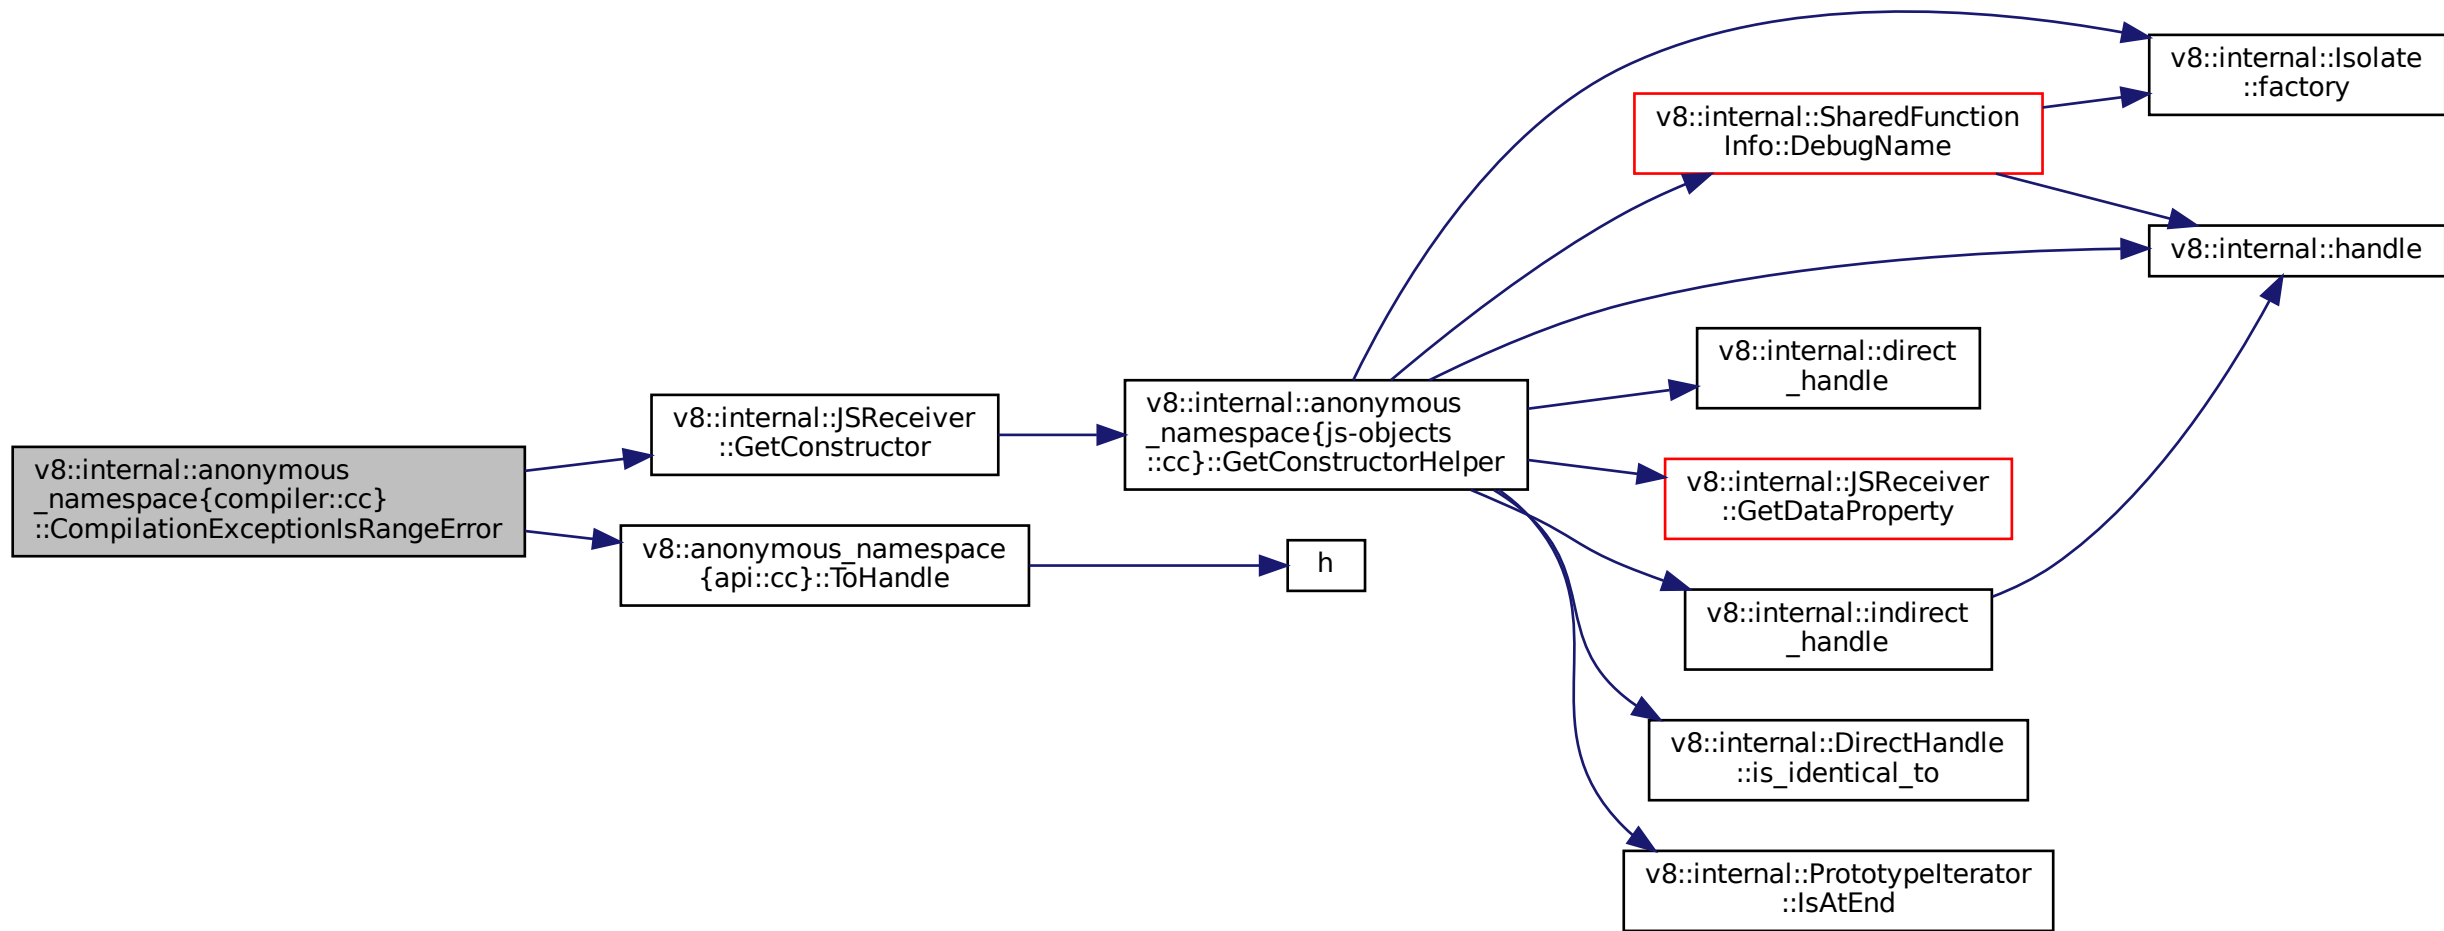 v8::internal::anonymous
_namespace{compiler::cc}
::CompilationExceptionIsRangeError
v8::internal::JSReceiver
::GetConstructor
v8::anonymous_namespace
{api::cc}::ToHandle
v8::internal::anonymous
_namespace{js-objects
::cc}::GetConstructorHelper
h
v8::internal::Isolate
::factory
v8::internal::SharedFunction
Info::DebugName
v8::internal::handle
v8::internal::direct
_handle
v8::internal::JSReceiver
::GetDataProperty
v8::internal::indirect
_handle
v8::internal::DirectHandle
::is_identical_to
v8::internal::PrototypeIterator
::IsAtEnd